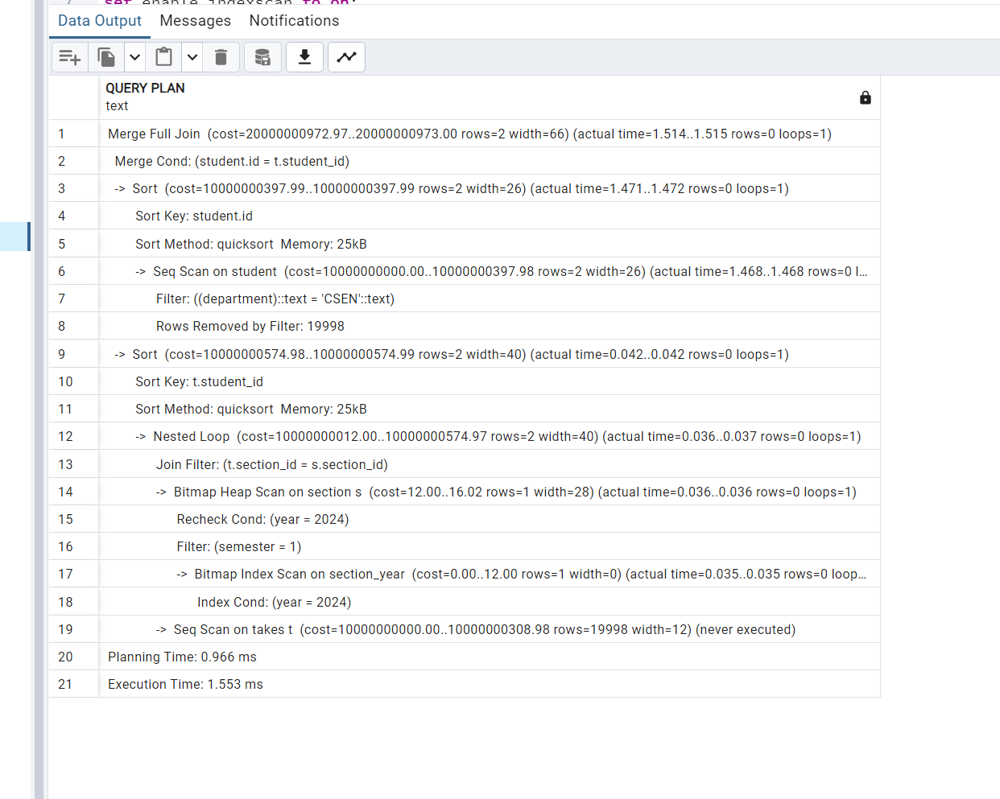 7 set enable_indexscan to on;
Data Output Messages Notifications
QUERY PLAN
text
1 Merge Full Join (cost=20000000972.97..20000000973.00 rows=2 width=66) (actual time=1.514..1.515 rows=0 loops=1)
2 Merge Cond: (student.id = t.student_id)
3 -> Sort (cost=10000000397.99..10000000397.99 rows=2 width=26) (actual time=1.471..1.472 rows=0 loops=1)
4 Sort Key: student.id
5 Sort Method: quicksort Memory: 25kB
6 -> Seq Scan on student (cost=10000000000.00..10000000397.98 rows=2 width=26) (actual time=1.468..1.468 rows=0 l...
7 Filter: ((department)::text = 'CSEN'::text)
8 Rows Removed by Filter: 19998
9 -> Sort (cost=10000000574.98..10000000574.99 rows=2 width=40) (actual time=0.042..0.042 rows=0 loops=1)
10 Sort Key: t.student_id
11 Sort Method: quicksort Memory: 25kB
12 -> Nested Loop (cost=10000000012.00..10000000574.97 rows=2 width=40) (actual time=0.036..0.037 rows=0 loops=1)
13 Join Filter: (t.section_id = s.section_id)
14 -> Bitmap Heap Scan on section s (cost=12.00..16.02 rows=1 width=28) (actual time=0.036..0.036 rows=0 loops=1)
15 Recheck Cond: (year = 2024)
16 Filter: (semester = 1)
17 -> Bitmap Index Scan on section_year (cost=0.00..12.00 rows=1 width=0) (actual time=0.035..0.035 rows=0 loop...
18 Index Cond: (year = 2024)
19 -> Seq Scan on takes t (cost=10000000000.00..10000000308.98 rows=19998 width=12) (never executed)
20 Planning Time: 0.966 ms
21 Execution Time: 1.553 ms